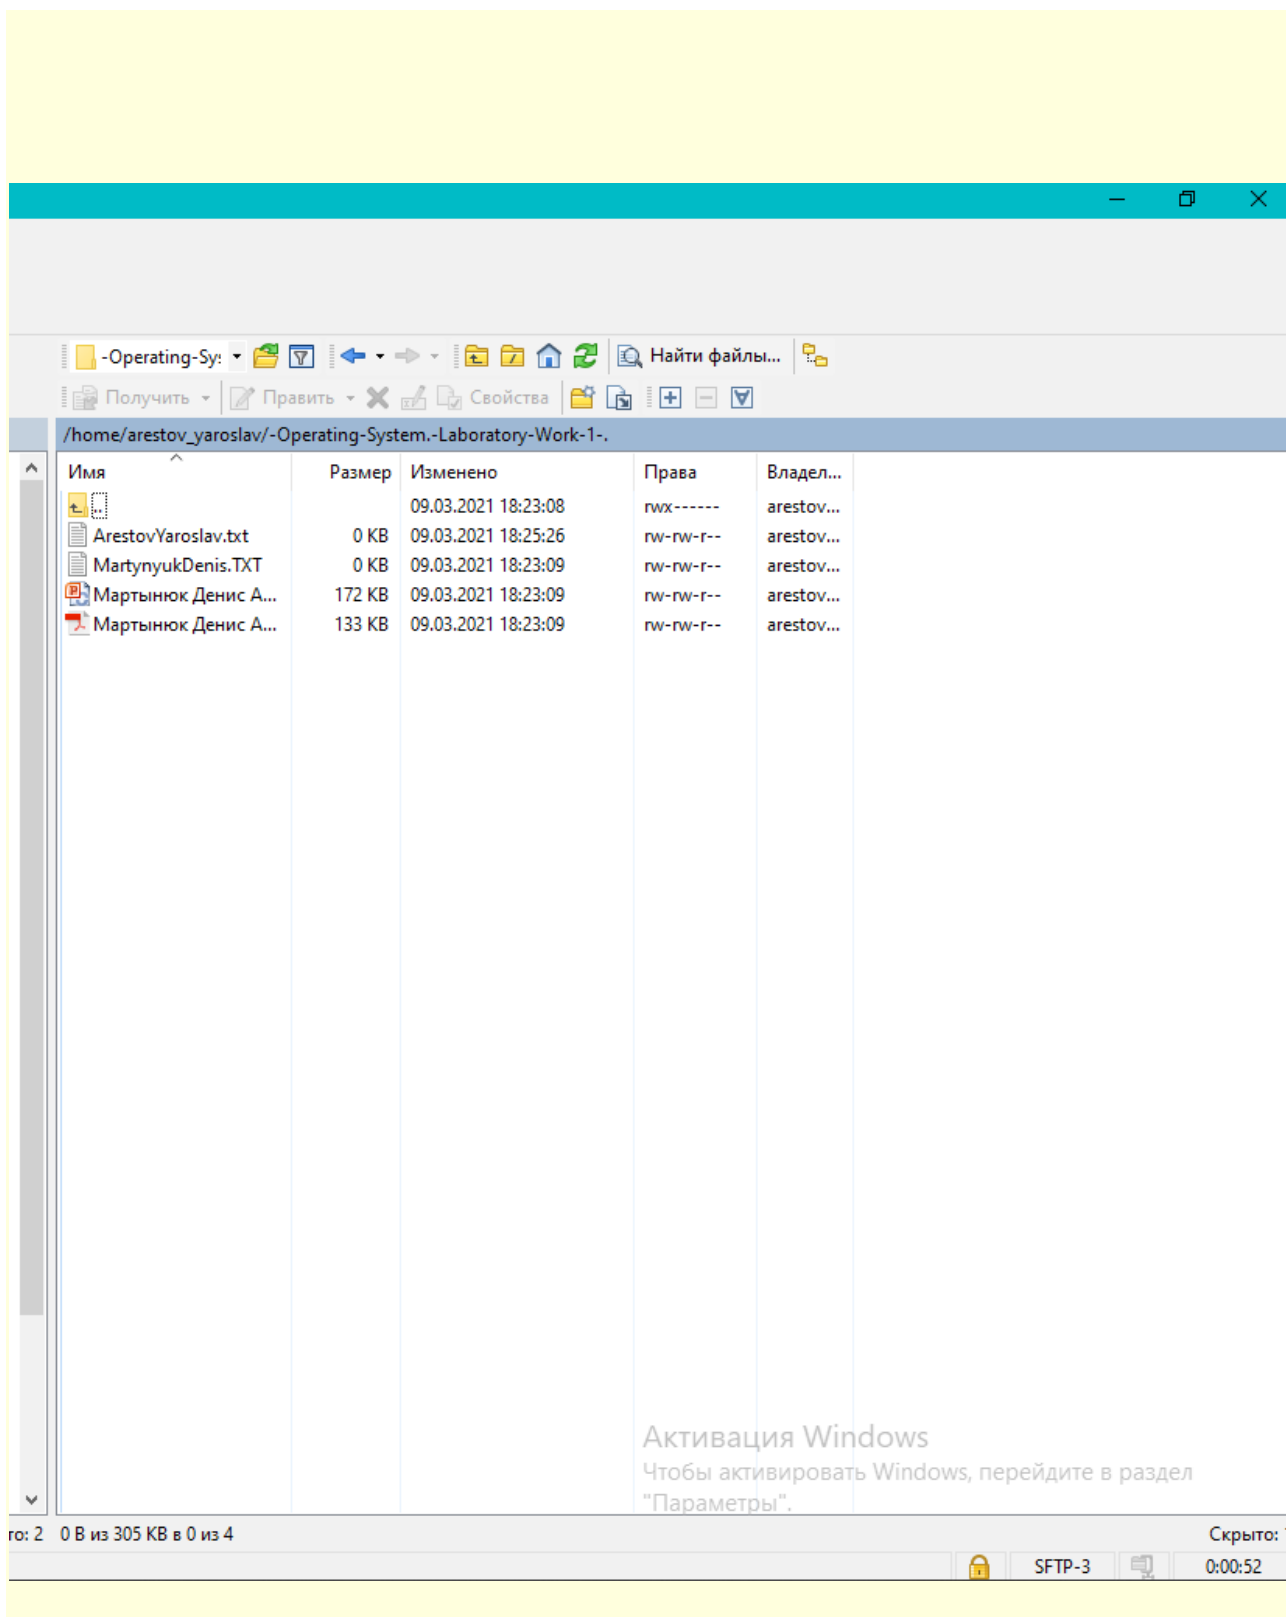 -Operating-Sy:
Найти файлы...
Получить Править Свойства
/home/arestov_yaroslav/-Operating-System.-Laboratory-Work-1-.
Имя Размер Изменено Права Владел...
.. 09.03.2021 18:23:08 rwx------ arestov...
ArestovYaroslav.txt 0 KB 09.03.2021 18:25:26 rw-rw-r-- arestov...
MartynyukDenis.TXT 0 KB 09.03.2021 18:23:09 rw-rw-r-- arestov...
Мартынюк Денис А... 172 KB 09.03.2021 18:23:09 rw-rw-r-- arestov...
Мартынюк Денис А... 133 KB 09.03.2021 18:23:09 rw-rw-r-- arestov...
Активация Windows
Чтобы активировать Windows, перейдите в раздел
"Параметры".
то: 2 0 B из 305 KB в 0 из 4 Скрыто:
SFTP-3 0:00:52